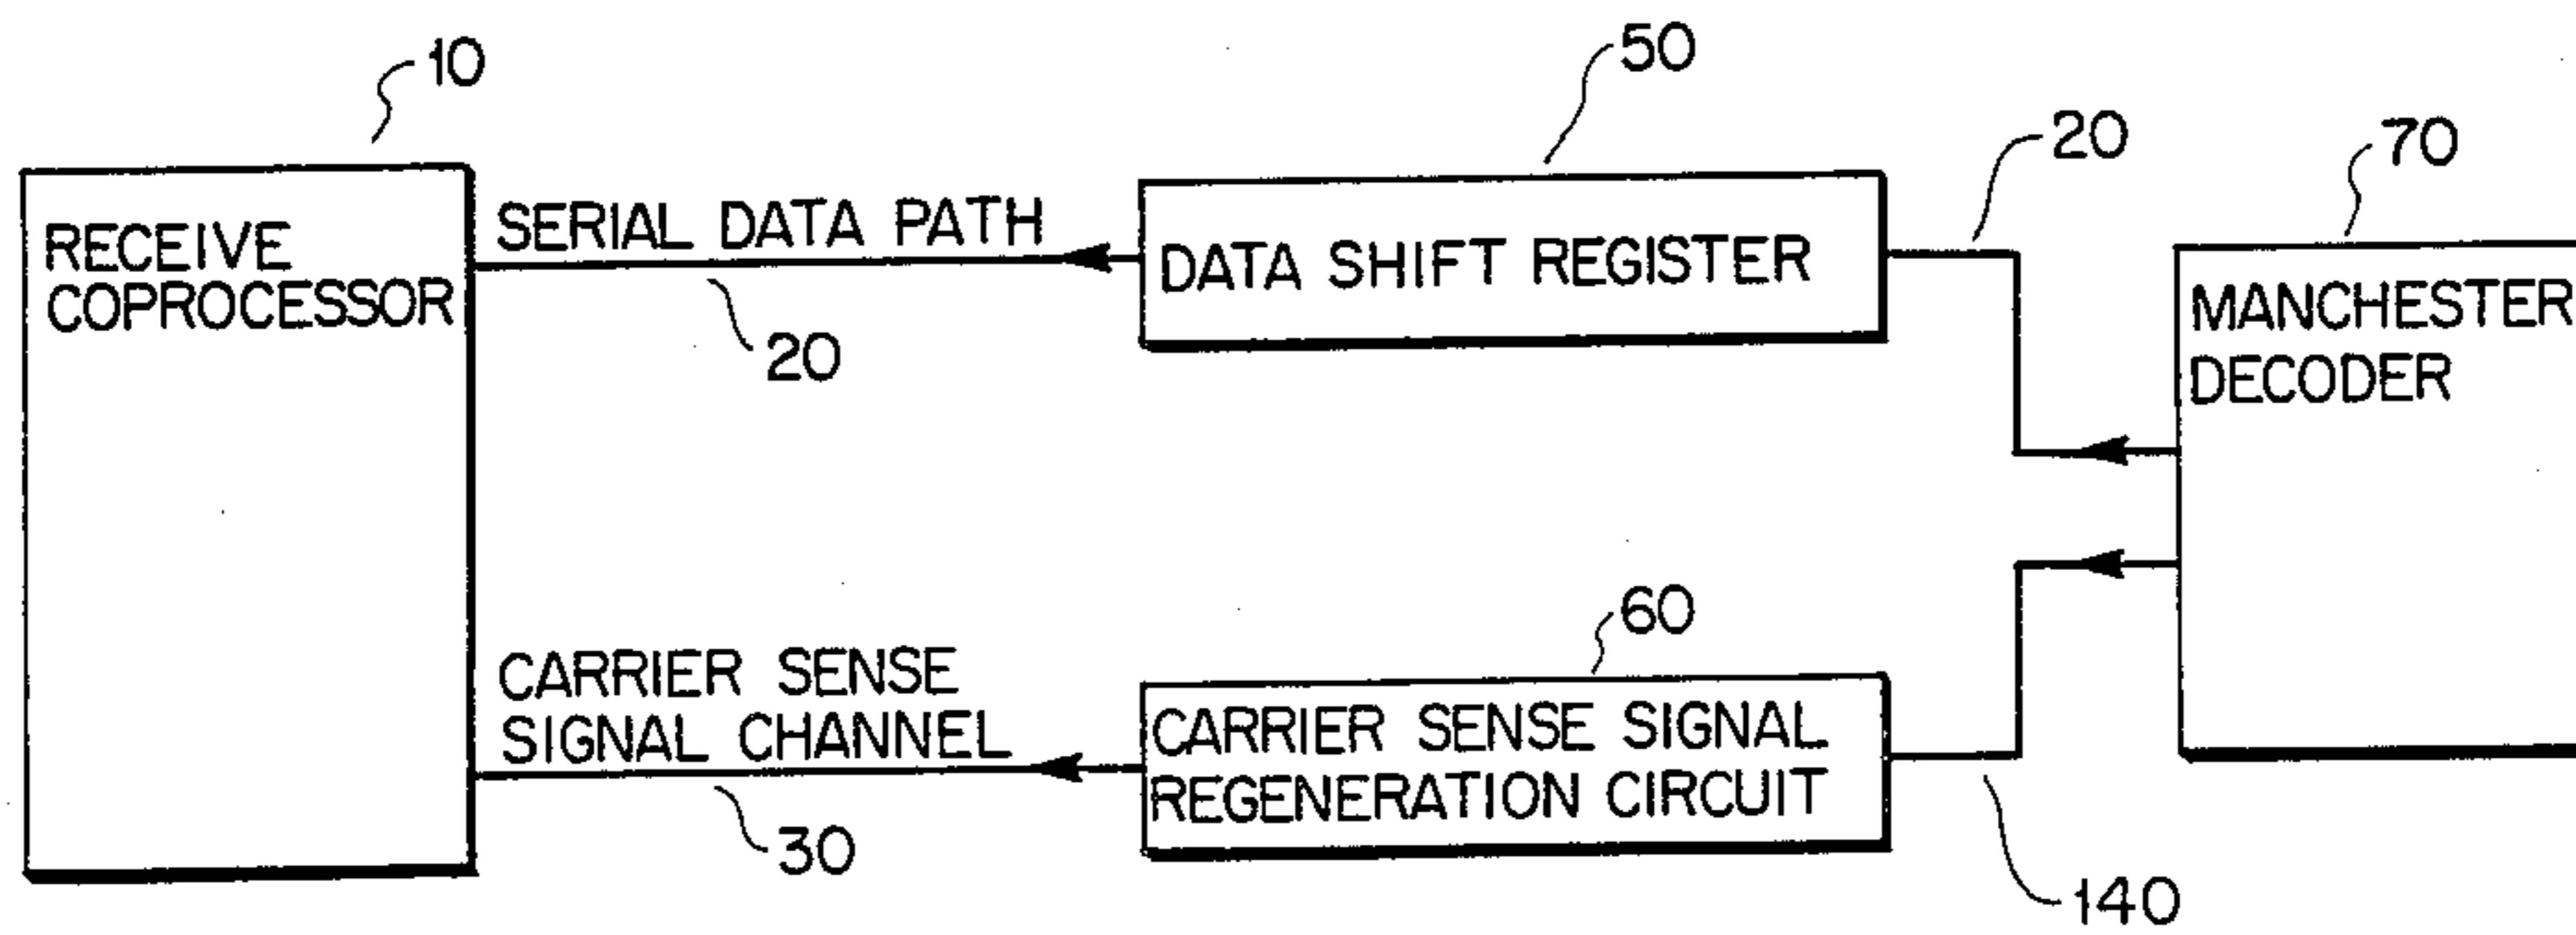 10
50
20
70
RECEIVE
COPROCESSOR
SERIAL DATA PATH
20
DATA SHIFT REGISTER
MANCHESTER
DECODER
CARRIER SENSE
SIGNAL CHANNEL
30
60
CARRIER SENSE SIGNAL
REGENERATION CIRCUIT
140